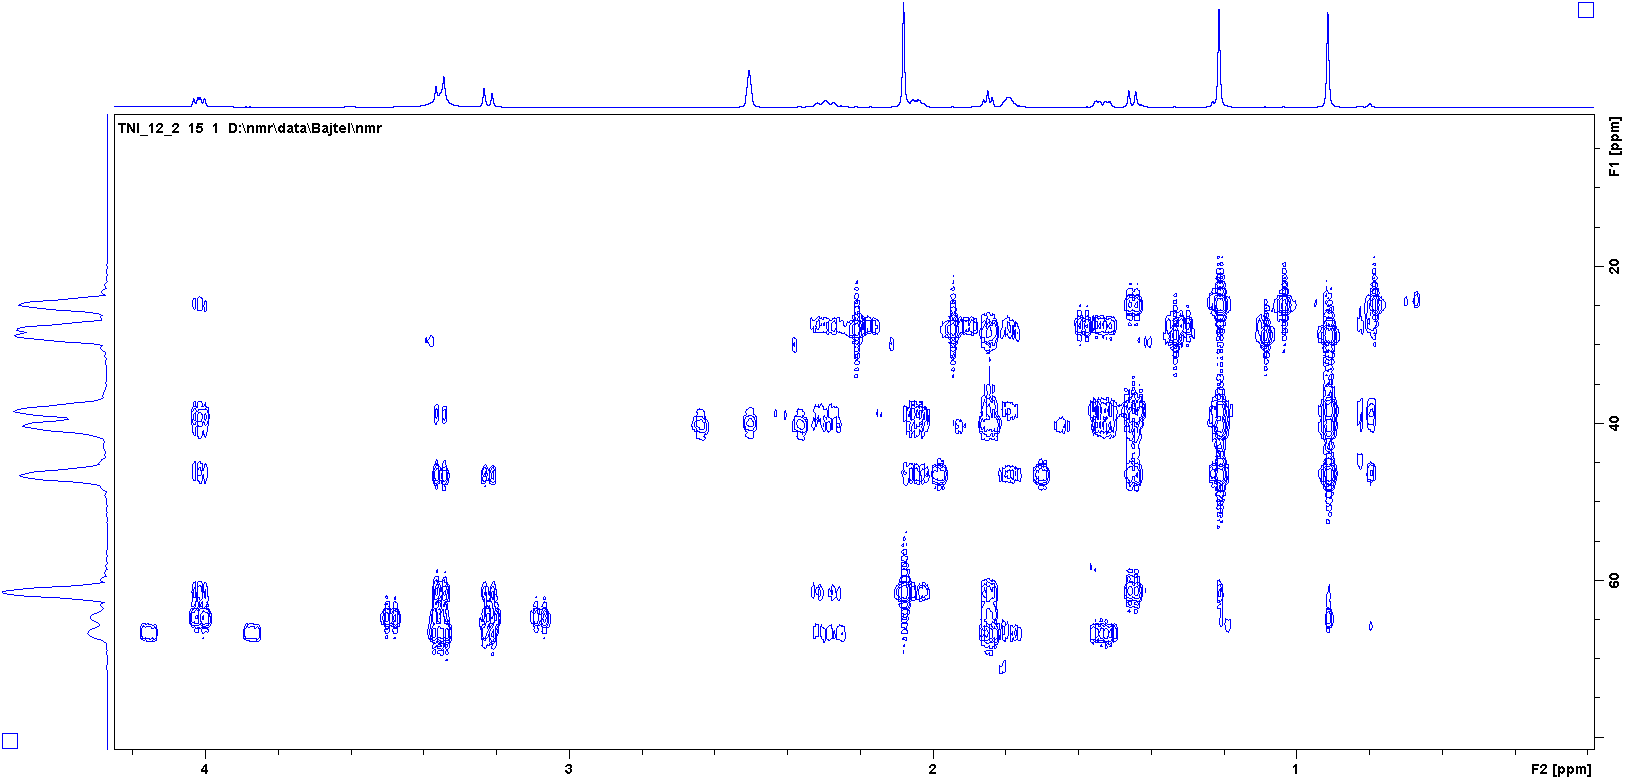 TNI_12_2 15 1 D:\nmr\data\Bajtel\nmr
F1 [ppm]
20
40
60
4 3 2 1 F2 [ppm]